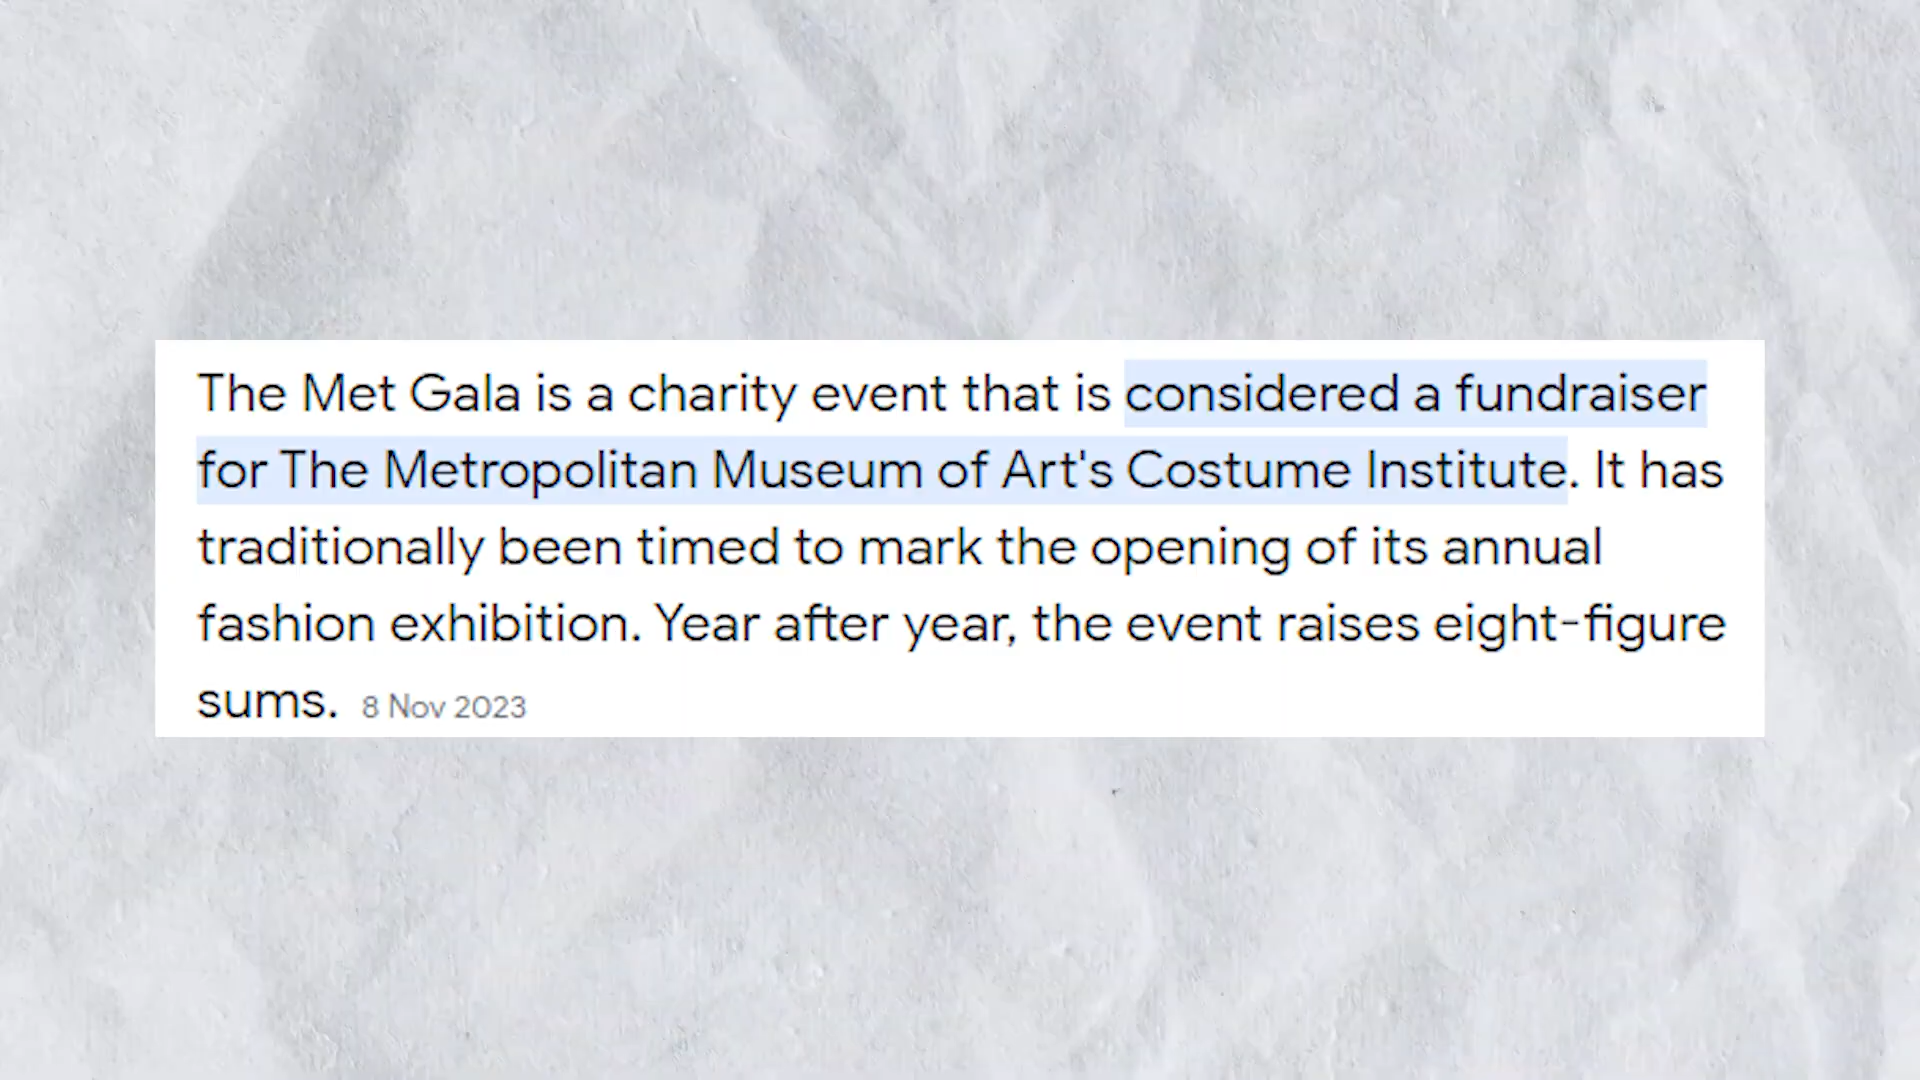 The Met Gala is a charity event that is considered a fundraiser
for The Metropolitan Museum of Art's Costume Institute. It has
traditionally been timed to mark the opening of its annual
fashion exhibition. Year after year, the event raises eight-figure
sums. 8 Nov 2023